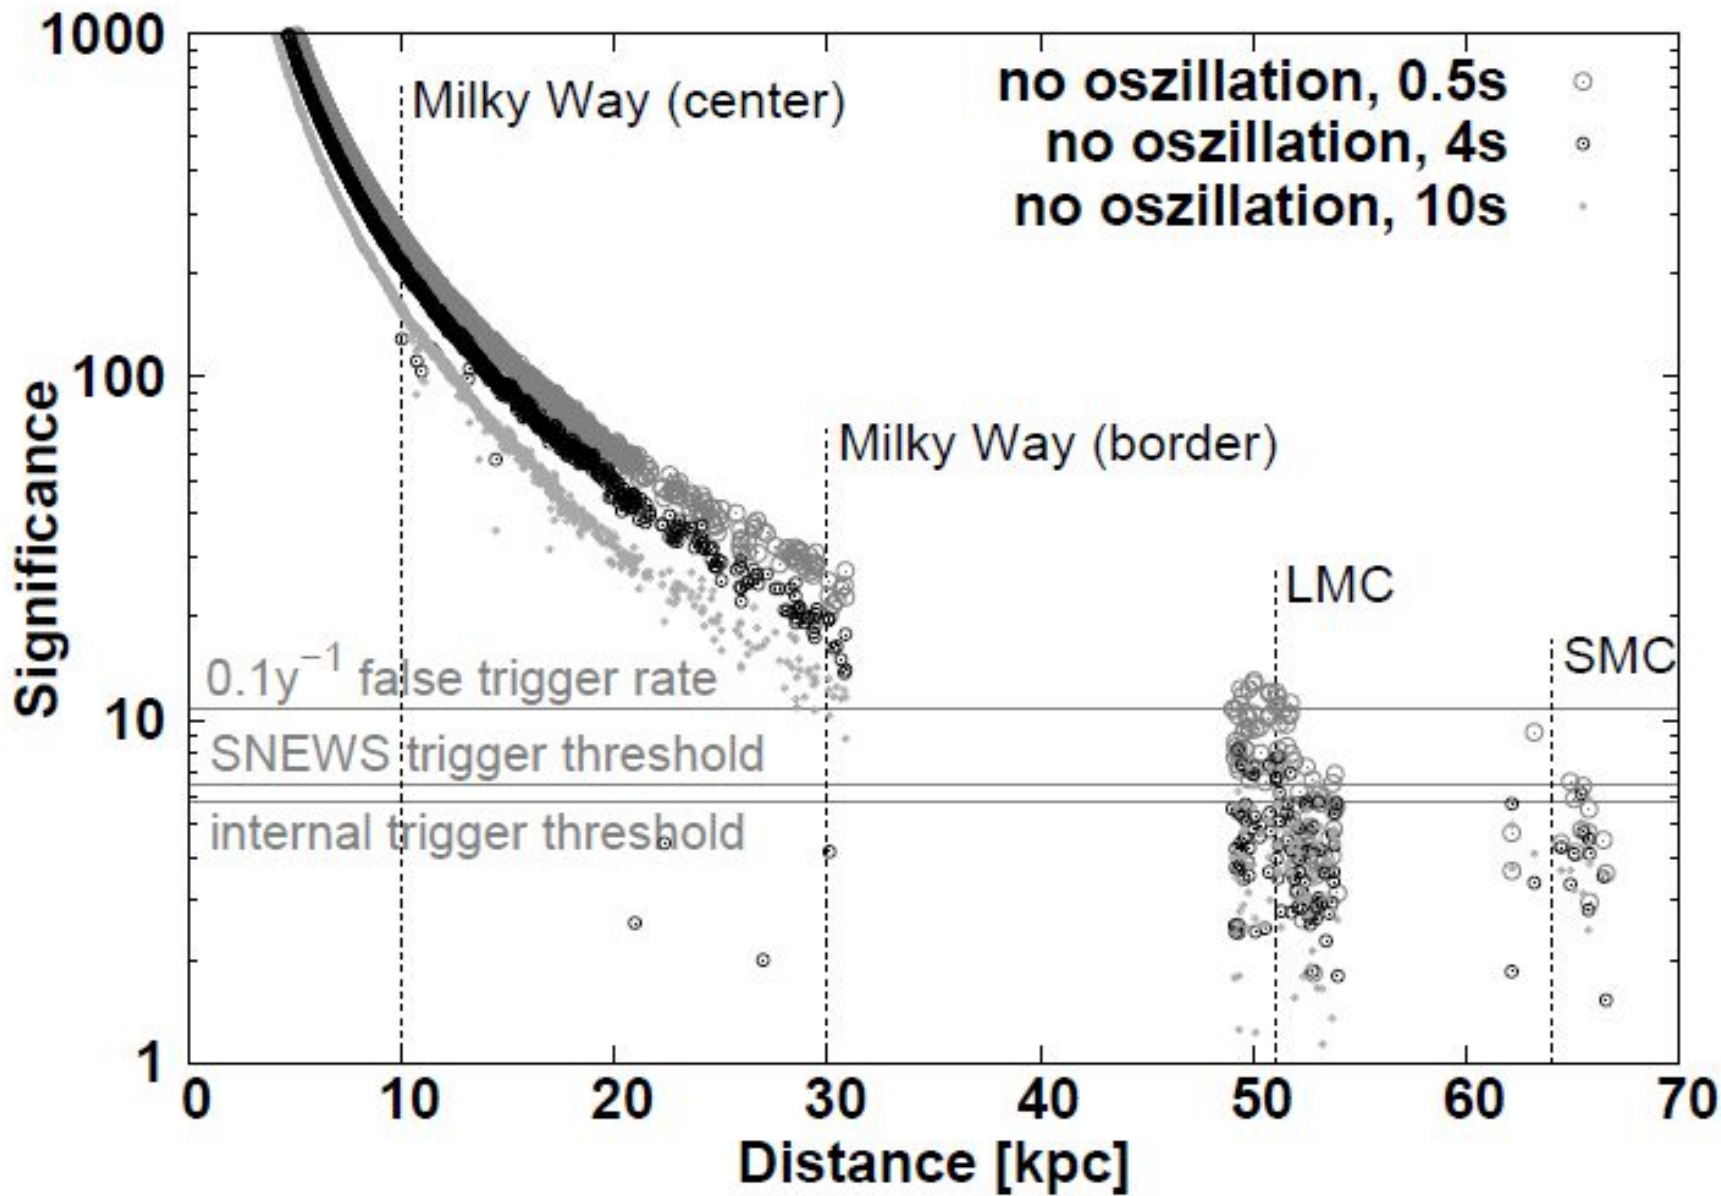 1000
100
10
1
Significance
Milky Way (center)
no oszillation, 0.5s
no oszillation, 4s
no oszillation, 10s
Milky Way (border)
LMC
SMC
0.1y⁻¹ false trigger rate
SNEWS trigger threshold
internal trigger threshold
0 10 20 30 40 50 60 70
Distance [kpc]